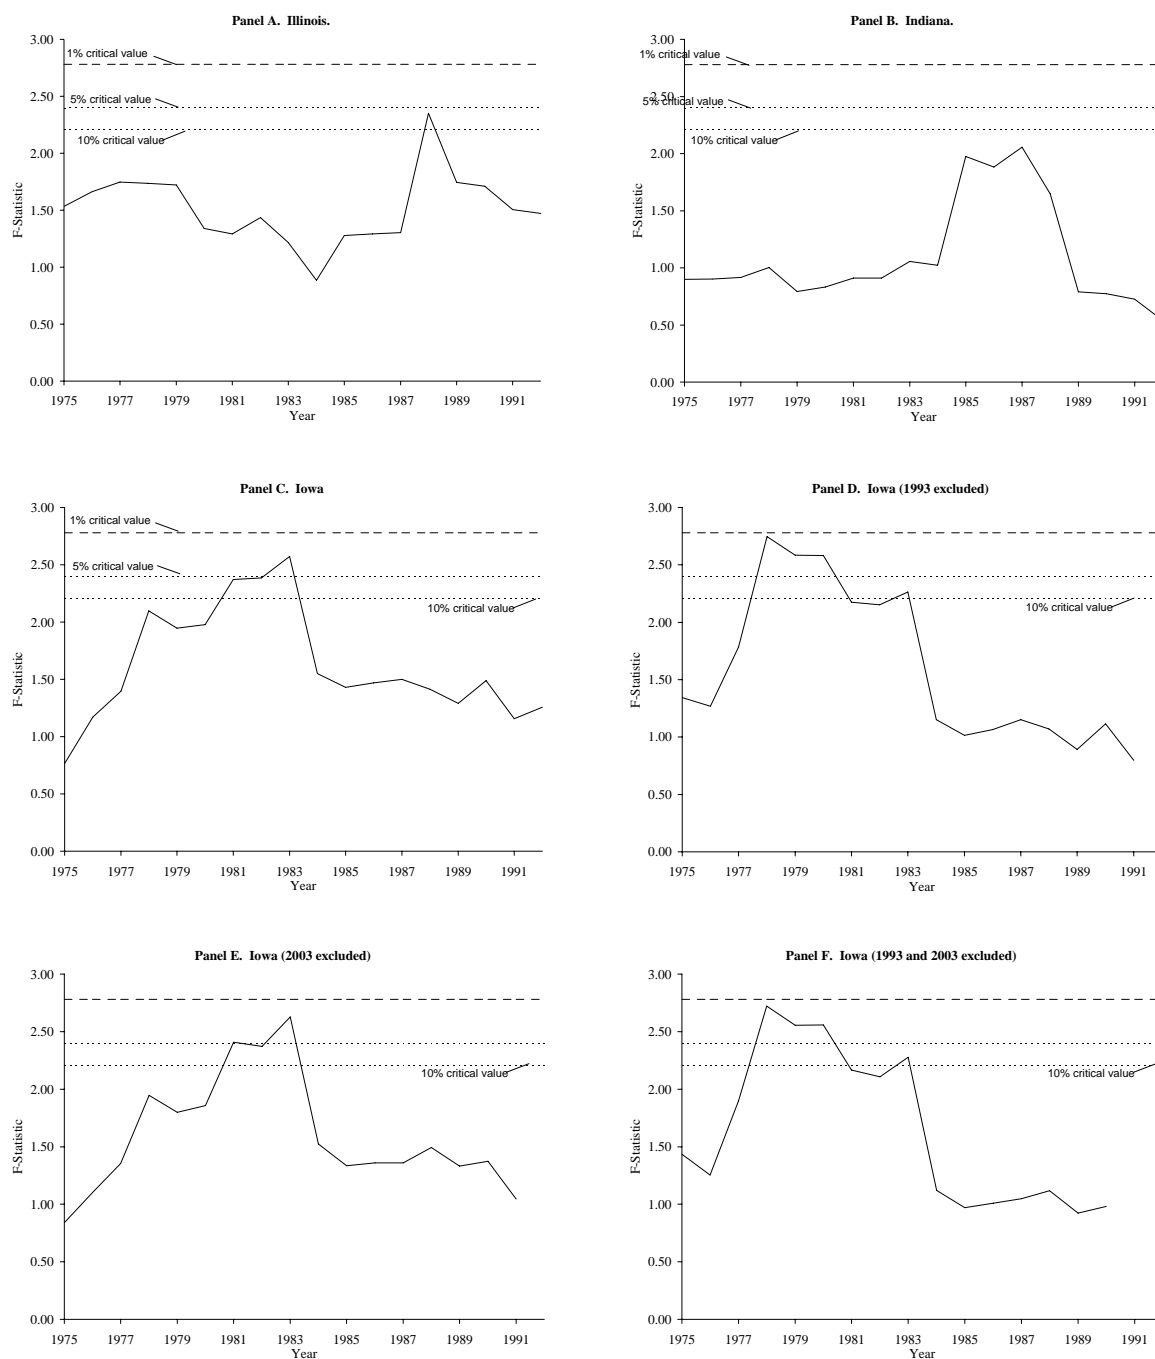 Panel A.  Illinois.
3.00
1% critical value
2.50
5% critical value
10% critical value
2.00
F-Statistic
1.50
1.00
0.50
0.00
1975 1977 1979 1981 1983 1985 1987 1989 1991
Year
Panel B.  Indiana.
3.00
1% critical value
2.50
5% critical value
10% critical value
2.00
F-Statistic
1.50
1.00
0.50
0.00
1975 1977 1979 1981 1983 1985 1987 1989 1991
Year
Panel C.  Iowa
3.00
1% critical value
2.50
5% critical value
10% critical value
2.00
F-Statistic
1.50
1.00
0.50
0.00
1975 1977 1979 1981 1983 1985 1987 1989 1991
Year
Panel D.  Iowa (1993 excluded)
3.00
2.50
10% critical value
2.00
F-Statistic
1.50
1.00
0.50
0.00
1975 1977 1979 1981 1983 1985 1987 1989 1991
Year
Panel E.  Iowa (2003 excluded)
3.00
2.50
10% critical value
2.00
F-Statistic
1.50
1.00
0.50
0.00
1975 1977 1979 1981 1983 1985 1987 1989 1991
Year
Panel F.  Iowa (1993 and 2003 excluded)
3.00
2.50
10% critical value
2.00
F-Statistic
1.50
1.00
0.50
0.00
1975 1977 1979 1981 1983 1985 1987 1989 1991
Year